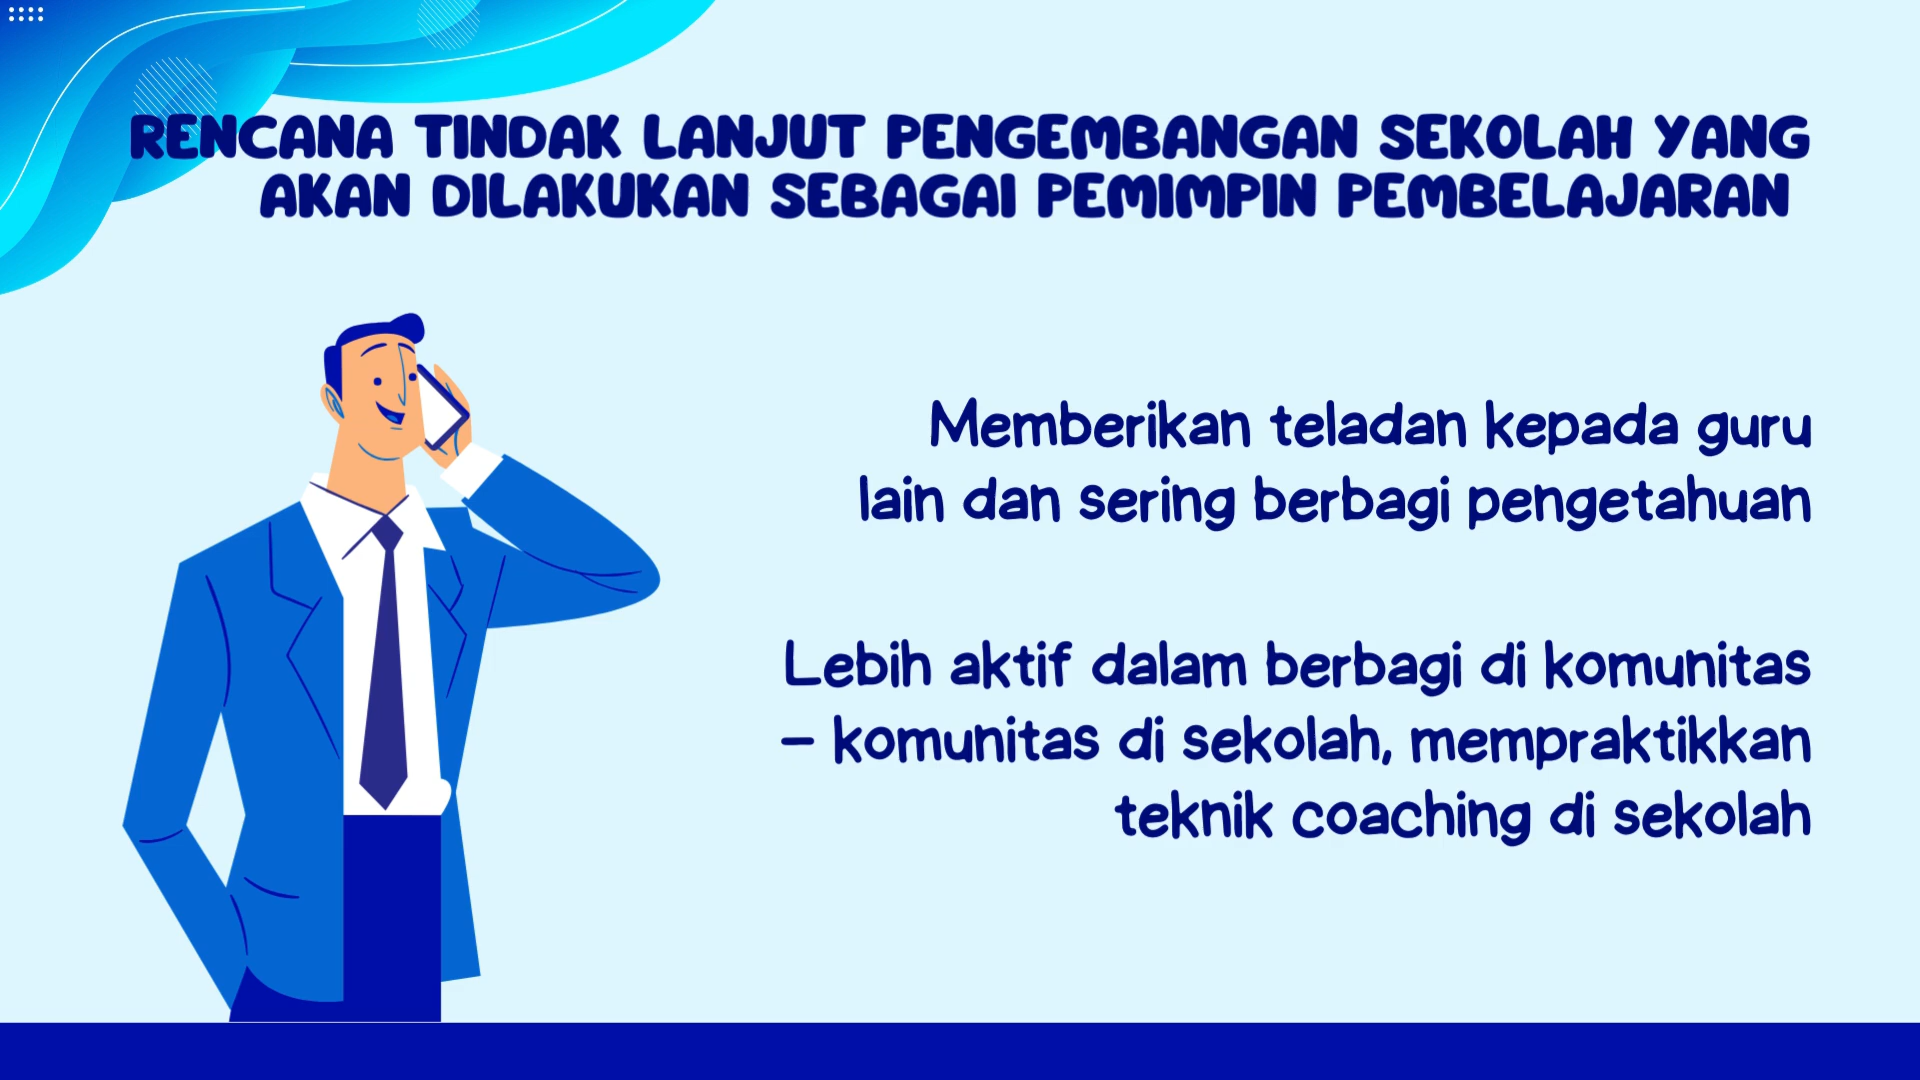 RENCANA TINDAK LANJUT PENGEMBANGAN SEKOLAH YANG
AKAN DILAKUKAN SEBAGAI PEMIMPIN PEMBELAJARAN
Memberikan teladan kepada guru
lain dan sering berbagi pengetahuan
Lebih aktif dalam berbagi di komunitas
- komunitas di sekolah, mempraktikkan
teknik coaching di sekolah